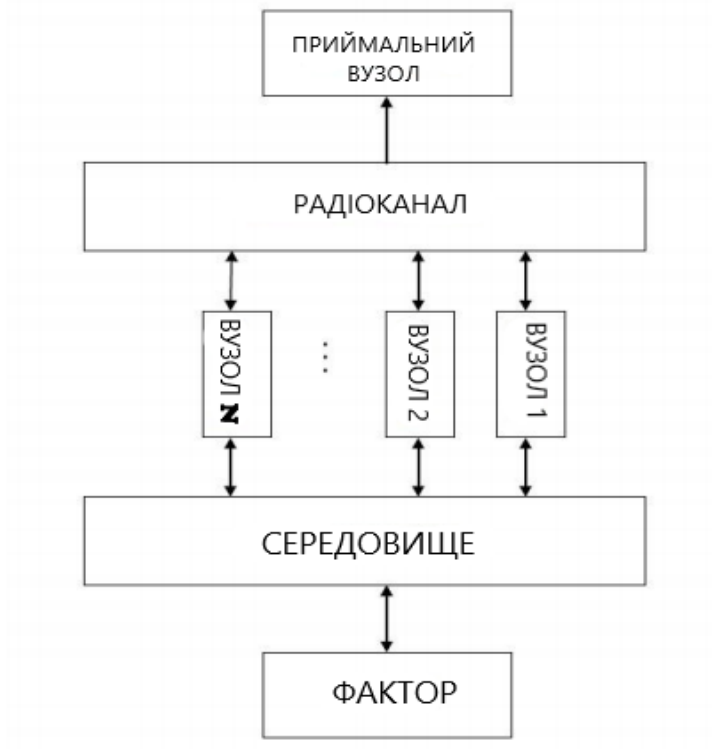 ПРИЙМАЛЬНИЙ
ВУЗОЛ
РАДІОКАНАЛ
ВУЗОЛ N
...
ВУЗОЛ 2
ВУЗОЛ 1
СЕРЕДОВИЩЕ
ФАКТОР